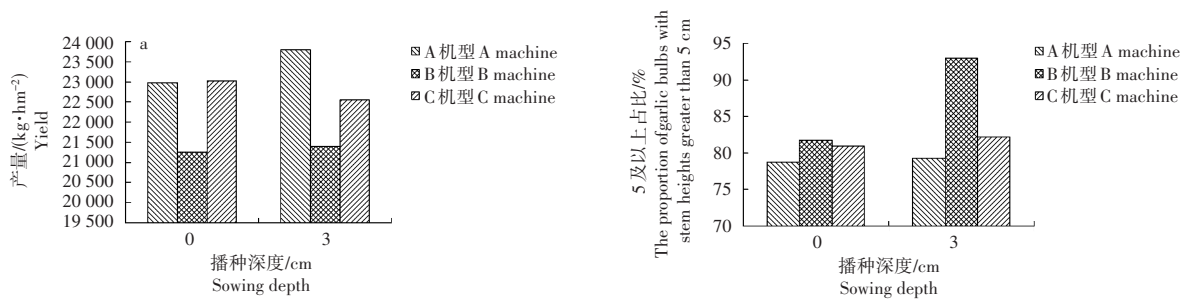 24 000
23 500
23 000
22 500
22 000
21 500
21 000
20 500
20 000
19 500
产量/(kg·hm⁻²)
Yield
a
0
3
播种深度/cm
Sowing depth
A机型 A machine
B机型 B machine
C机型 C machine
95
90
85
80
75
70
5及以上占比/%
The proportion of garlic bulbs with
stem heights greater than 5 cm
0
3
播种深度/cm
Sowing depth
A机型 A machine
B机型 B machine
C机型 C machine